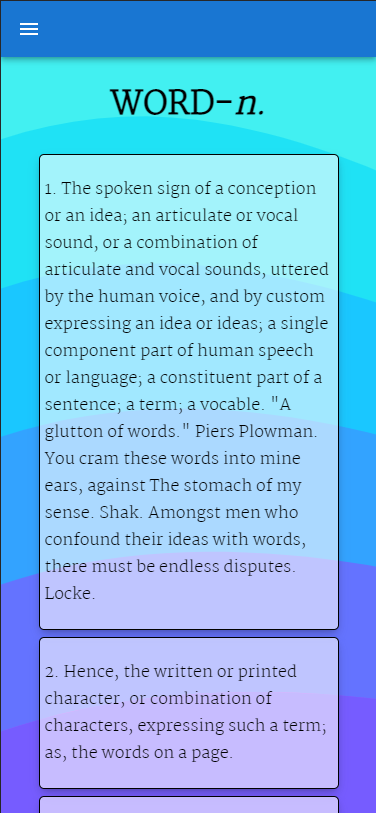 WORD-n.
1. The spoken sign of a conception
or an idea; an articulate or vocal
sound, or a combination of
articulate and vocal sounds, uttered
by the human voice, and by custom
expressing an idea or ideas; a single
component part of human speech
or language; a constituent part of a
sentence; a term; a vocable. "A
glutton of words." Piers Plowman.
You cram these words into mine
ears, against The stomach of my
sense. Shak. Amongst men who
confound their ideas with words,
there must be endless disputes.
Locke.
2. Hence, the written or printed
character, or combination of
characters, expressing such a term;
as, the words on a page.